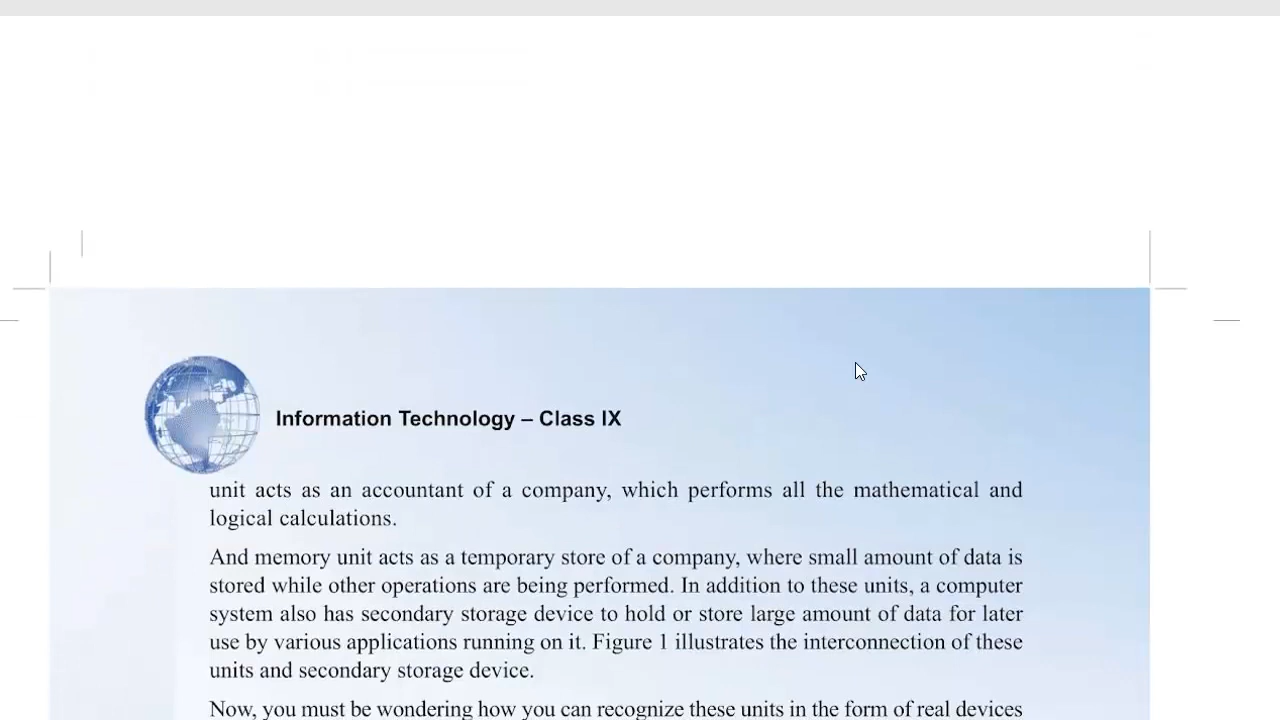 Information Technology – Class IX
unit acts as an accountant of a company, which performs all the mathematical and
logical calculations.
And memory unit acts as a temporary store of a company, where small amount of data is
stored while other operations are being performed. In addition to these units, a computer
system also has secondary storage device to hold or store large amount of data for later
use by various applications running on it. Figure 1 illustrates the interconnection of these
units and secondary storage device.
Now, you must be wondering how you can recognize these units in the form of real devices